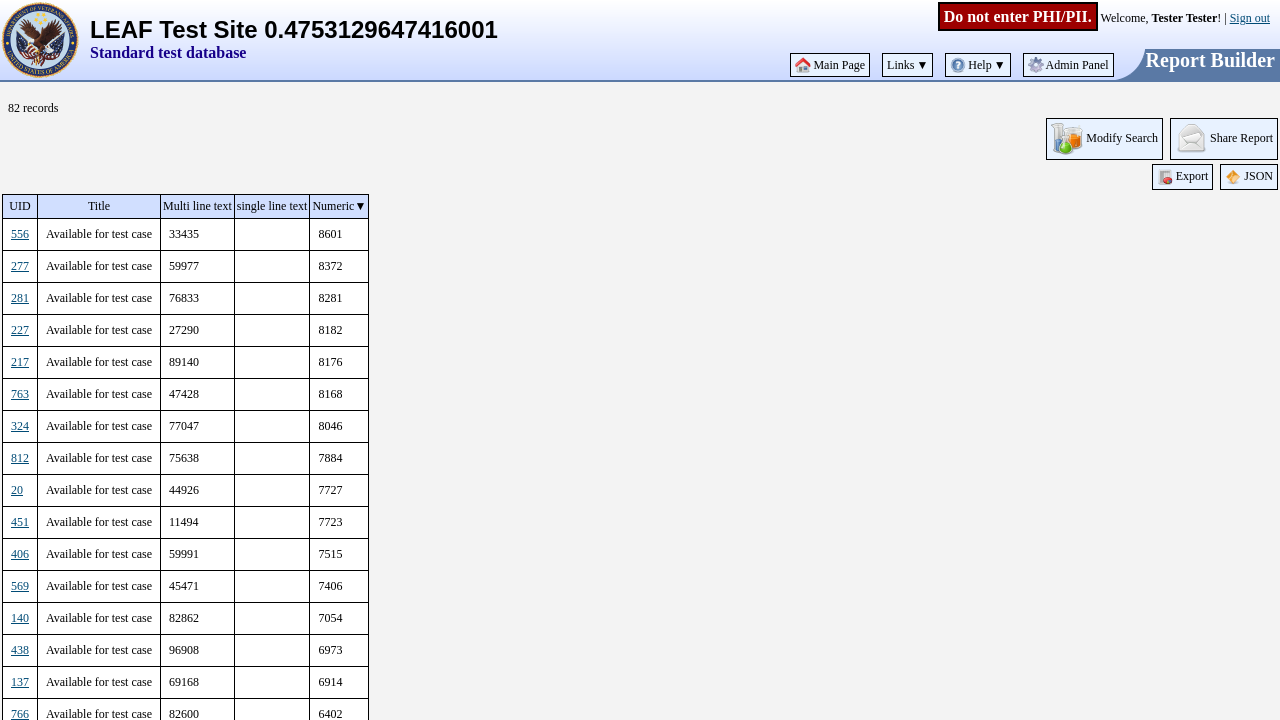 LEAF Test Site 0.4753129647416001
Standard test database
Do not enter PHI/PII. Welcome, Tester Tester! | Sign out
Main Page Links ▼ Help ▼ Admin Panel Report Builder
82 records
Modify Search Share Report
Export JSON
UID Title Multi line text single line text Numeric▼
556 Available for test case 33435 8601
277 Available for test case 59977 8372
281 Available for test case 76833 8281
227 Available for test case 27290 8182
217 Available for test case 89140 8176
763 Available for test case 47428 8168
324 Available for test case 77047 8046
812 Available for test case 75638 7884
20 Available for test case 44926 7727
451 Available for test case 11494 7723
406 Available for test case 59991 7515
569 Available for test case 45471 7406
140 Available for test case 82862 7054
438 Available for test case 96908 6973
137 Available for test case 69168 6914
766 Available for test case 82600 6402